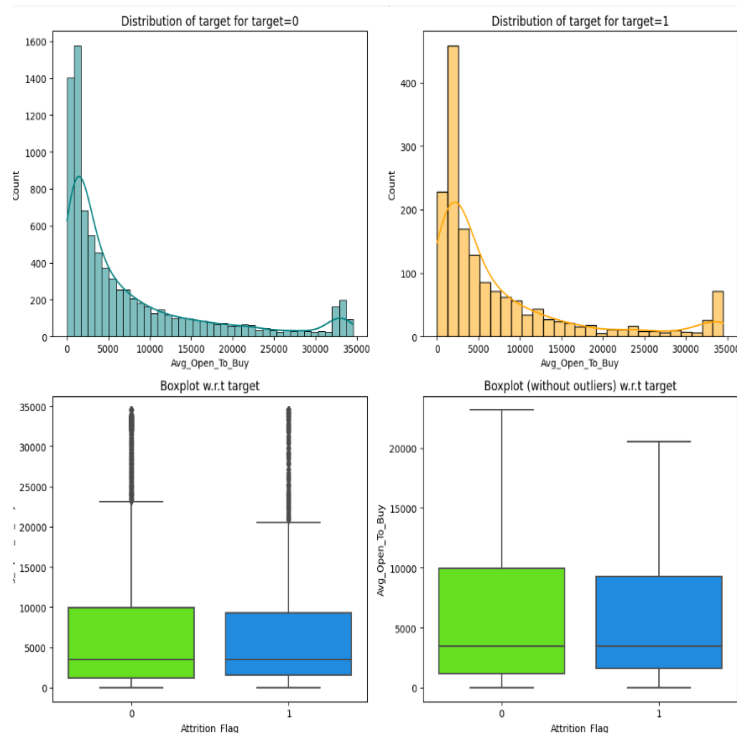 Distribution of target for target=0
1600
1400
1200
1000
800
600
400
200
0
Count
0 5000 10000 15000 20000 25000 30000 35000
Avg_Open_To_Buy
Distribution of target for target=1
400
300
200
100
0
Count
0 5000 10000 15000 20000 25000 30000 35000
Avg_Open_To_Buy
Boxplot w.r.t target
35000
30000
25000
20000
15000
10000
5000
0
0 1
Attrition_Flag
Boxplot (without outliers) w.r.t target
20000
15000
10000
5000
0
Avg_Open_To_Buy
0 1
Attrition_Flag